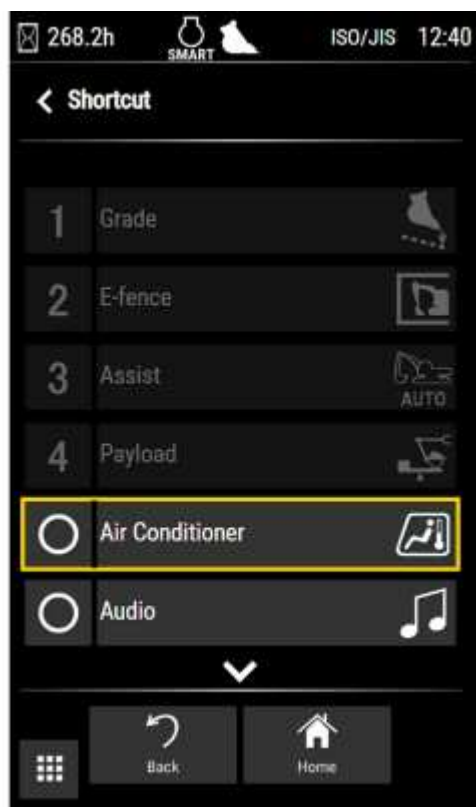 268.2h SMART ISO/JIS 12:40
Shortcut
1 Grade
2 E-fence
3 Assist AUTO
4 Payload
Air Conditioner
Audio
Back Home